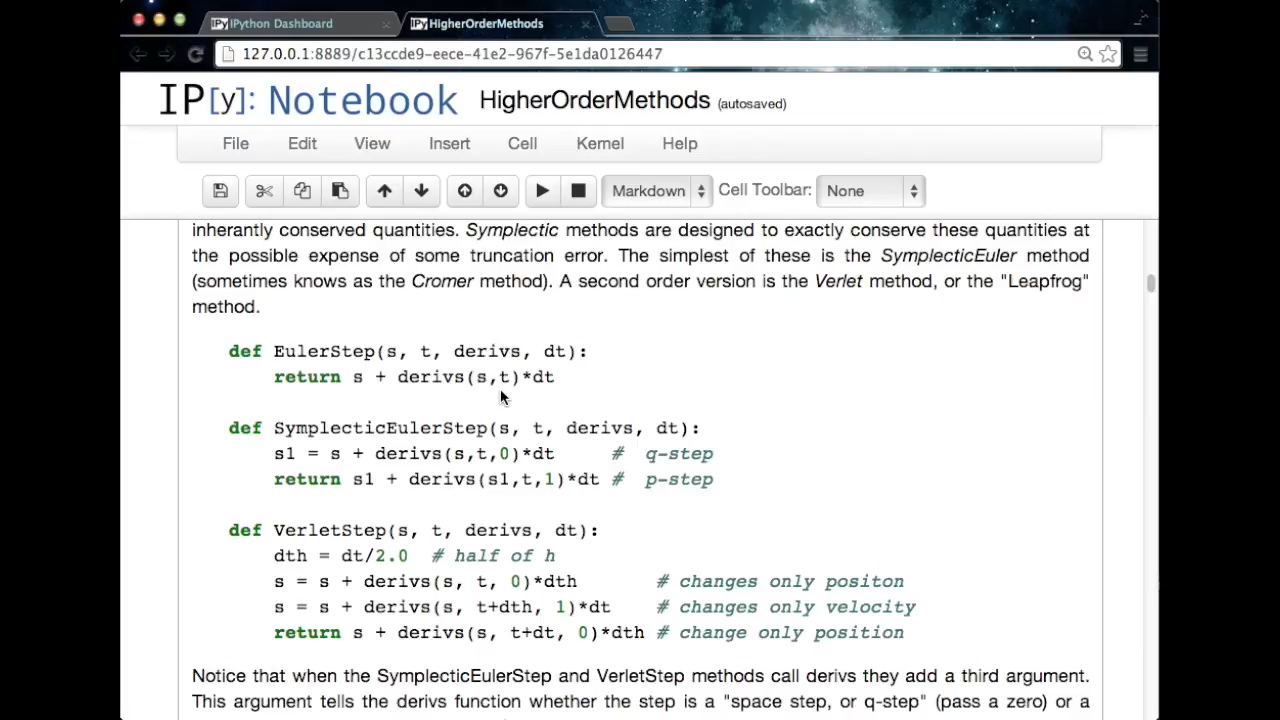 IP[y] IPython Dashboard
IP[y] HigherOrderMethods
127.0.0.1:8889/c13ccde9-eece-41e2-967f-5e1da0126447
IP[y]: Notebook HigherOrderMethods (autosaved)
File Edit View Insert Cell Kernel Help
Markdown Cell Toolbar: None
inherantly conserved quantities. Symplectic methods are designed to exactly conserve these quantities at
the possible expense of some truncation error. The simplest of these is the SymplecticEuler method
(sometimes knows as the Cromer method). A second order version is the Verlet method, or the "Leapfrog"
method.
def EulerStep(s, t, derivs, dt):
return s + derivs(s,t)*dt
def SymplecticEulerStep(s, t, derivs, dt):
s1 = s + derivs(s,t,0)*dt # q-step
return s1 + derivs(s1,t,1)*dt # p-step
def VerletStep(s, t, derivs, dt):
dth = dt/2.0 # half of h
s = s + derivs(s, t, 0)*dth # changes only positon
s = s + derivs(s, t+dth, 1)*dt # changes only velocity
return s + derivs(s, t+dt, 0)*dth # change only position
Notice that when the SymplecticEulerStep and VerletStep methods call derivs they add a third argument.
This argument tells the derivs function whether the step is a "space step, or q-step" (pass a zero) or a